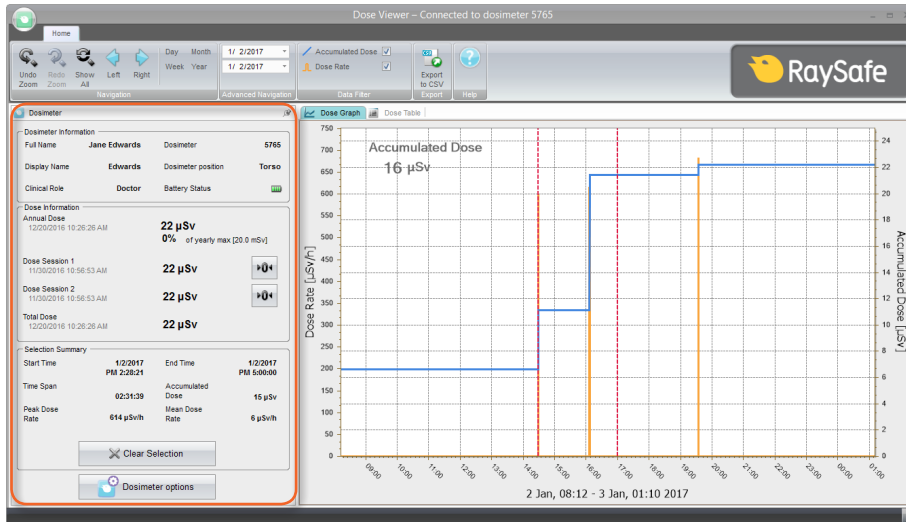 Dose Viewer – Connected to dosimeter 5765
Home
Undo Zoom
Redo Zoom
Show All
Left
Right
Day Month
Week Year
Navigation
1/ 2/2017
1/ 2/2017
Advanced Navigation
Accumulated Dose
Dose Rate
Data Filter
CSV
Export to CSV
Export
Help
RaySafe
Dosimeter
Dosimeter Information
Full Name Jane Edwards Dosimeter 5765
Display Name Edwards Dosimeter position Torso
Clinical Role Doctor Battery Status
Dose Information
Annual Dose
12/20/2016 10:26:26 AM 22 µSv
0% of yearly max [20.0 mSv]
Dose Session 1
11/30/2016 10:56:53 AM 22 µSv 0
Dose Session 2
11/30/2016 10:56:53 AM 22 µSv 0
Total Dose
12/20/2016 10:26:26 AM 22 µSv
Selection Summary
Start Time 1/2/2017 PM 2:28:21 End Time 1/2/2017 PM 5:00:00
Time Span 02:31:39 Accumulated Dose 15 µSv
Peak Dose Rate 614 µSv/h Mean Dose Rate 6 µSv/h
Clear Selection
Dosimeter options
Dose Graph
Dose Table
Accumulated Dose
16 µSv
Dose Rate [µSv/h]
750
700
650
600
550
500
450
400
350
300
250
200
150
100
50
0
24
22
20
18
16
14
12
10
8
6
4
2
0
Accumulated Dose [µSv]
09:00 10:00 11:00 12:00 13:00 14:00 15:00 16:00 17:00 18:00 19:00 20:00 21:00 22:00 23:00 00:00 01:00
2 Jan, 08:12 - 3 Jan, 01:10 2017